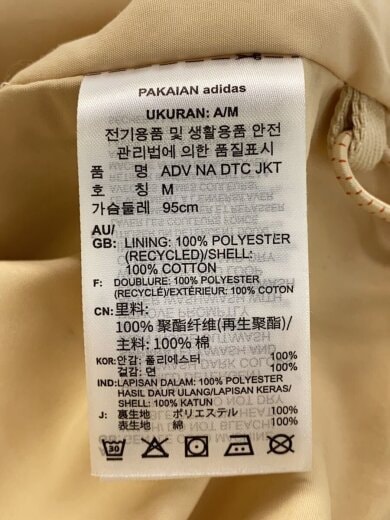 PAKAIAN adidas
UKURAN: A/M
전기용품 및 생활용품 안전
관리법에 의한 품질표시
품 명 ADV NA DTC JKT
호 칭 M
가슴둘레 95cm
AU/
GB: LINING: 100% POLYESTER
(RECYCLED)/SHELL:
100% COTTON
F: DOUBLURE: 100% POLYESTER
(RECYCLÉ)/EXTÉRIEUR: 100% COTON
CN: 里料:
100% 聚酯纤维(再生聚酯)/
主料: 100% 棉
KOR: 안감: 폴리에스터 100%
겉감: 면 100%
IND: LAPISAN DALAM: 100% POLYESTER
HASIL DAUR ULANG/LAPISAN KERAS/
SHELL: 100% KATUN
J: 裏生地 ポリエステル 100%
表生地 綿 100%
30